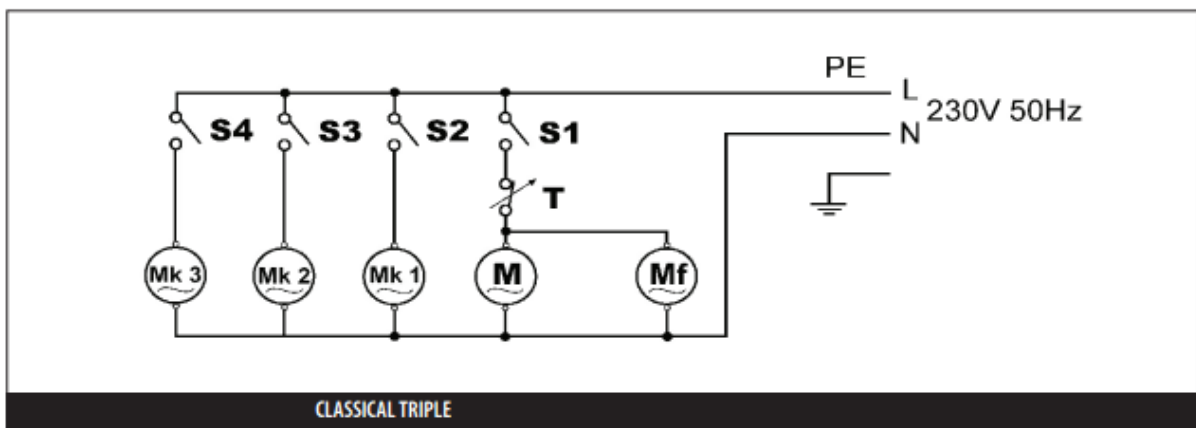 PE
L
230V 50Hz
N
S4
S3
S2
S1
T
Mk 3
Mk 2
Mk 1
M
Mf
CLASSICAL TRIPLE